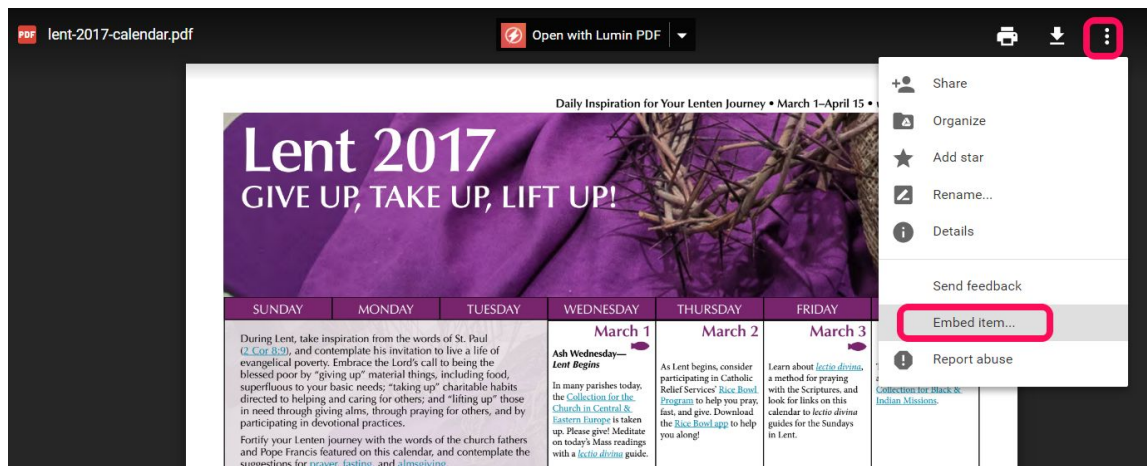 PDF lent-2017-calendar.pdf
Open with Lumin PDF
Daily Inspiration for Your Lenten Journey • March 1–April 15 •
Lent 2017
GIVE UP, TAKE UP, LIFT UP!
Share
Organize
Add star
Rename...
Details
Send feedback
Embed item...
Report abuse
SUNDAY MONDAY TUESDAY WEDNESDAY THURSDAY FRIDAY
During Lent, take inspiration from the words of St. Paul
(2 Cor 8:9), and contemplate his invitation to live a life of
evangelical poverty. Embrace the Lord's call to being the
blessed poor by “giving up” material things, including food,
superfluous to your basic needs; “taking up” charitable habits
directed to helping and caring for others; and “lifting up” those
in need through giving alms, through praying for others, and by
participating in devotional practices.
Fortify your Lenten journey with the words of the church fathers
and Pope Francis featured on this calendar, and contemplate the
suggestions for prayer, fasting, and almsgiving.
March 1
Ash Wednesday—
Lent Begins
In many parishes today,
the Collection for the
Church in Central &
Eastern Europe is taken
up. Please give! Meditate
on today's Mass readings
with a lectio divina guide.
March 2
As Lent begins, consider
participating in Catholic
Relief Services' Rice Bowl
Program to help you pray,
fast, and give. Download
the Rice Bowl app to help
you along!
March 3
Learn about lectio divina,
a method for praying
with the Scriptures, and
look for links on this
calendar to lectio divina
guides for the Sundays
in Lent.
Collection for Black &
Indian Missions.